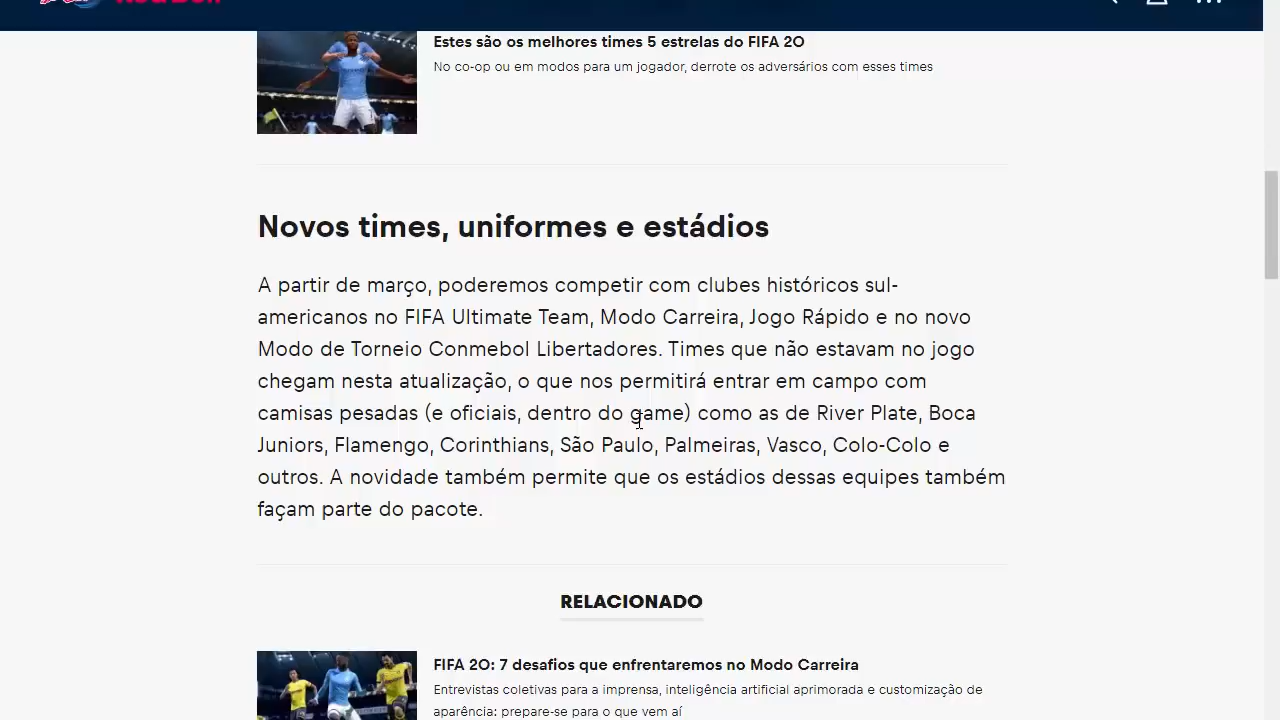 Estes são os melhores times 5 estrelas do FIFA 20
No co-op ou em modos para um jogador, derrote os adversários com esses times
Novos times, uniformes e estádios
A partir de março, poderemos competir com clubes históricos sul-
americanos no FIFA Ultimate Team, Modo Carreira, Jogo Rápido e no novo
Modo de Torneio Conmebol Libertadores. Times que não estavam no jogo
chegam nesta atualização, o que nos permitirá entrar em campo com
camisas pesadas (e oficiais, dentro do game) como as de River Plate, Boca
Juniors, Flamengo, Corinthians, São Paulo, Palmeiras, Vasco, Colo-Colo e
outros. A novidade também permite que os estádios dessas equipes também
façam parte do pacote.
RELACIONADO
FIFA 20: 7 desafios que enfrentaremos no Modo Carreira
Entrevistas coletivas para a imprensa, inteligência artificial aprimorada e customização de
aparência: prepare-se para o que vem aí